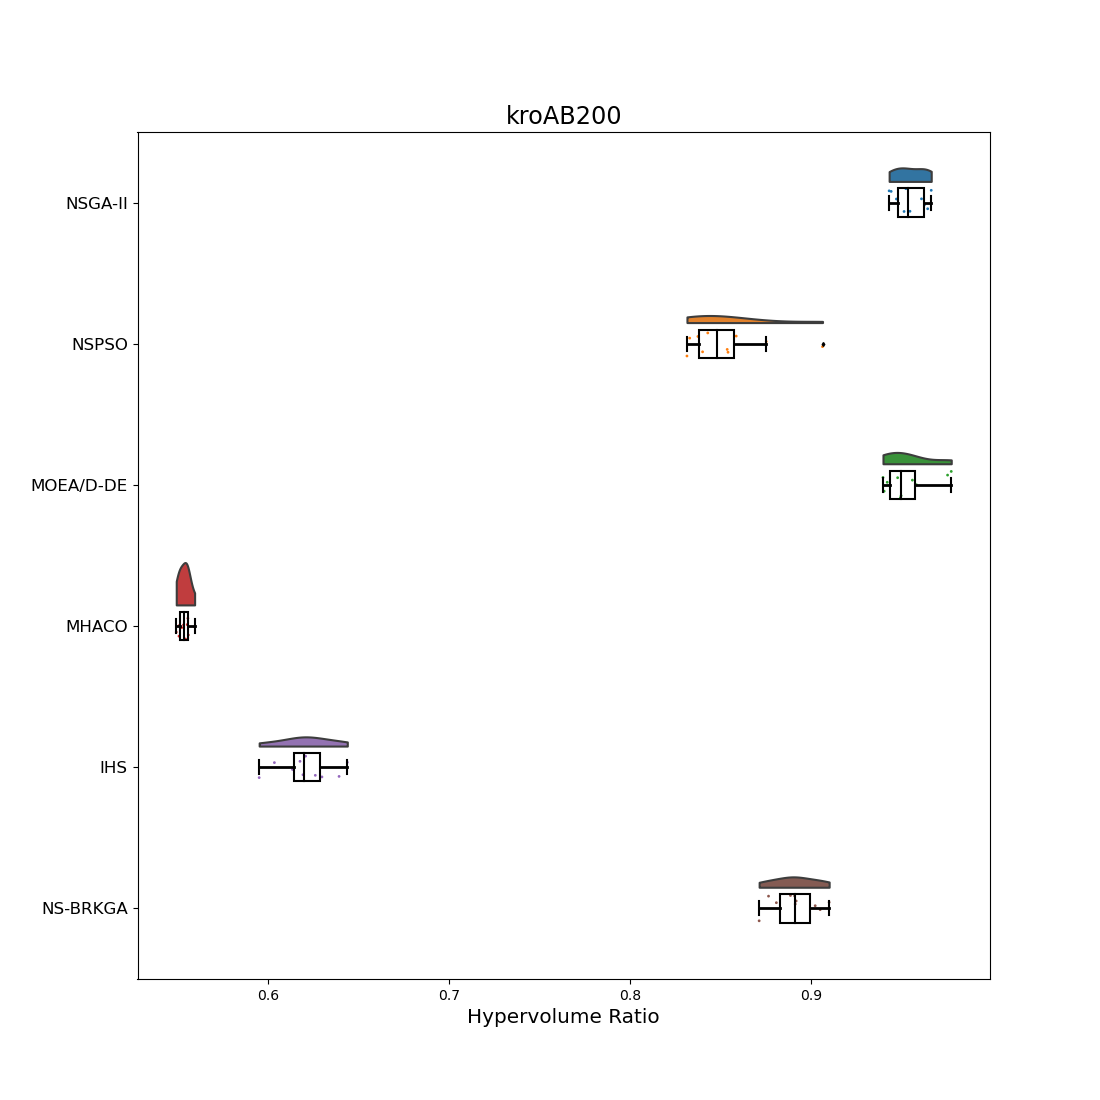 kroAB200
NSGA-II
NSPSO
MOEA/D-DE
MHACO
IHS
NS-BRKGA
0.6 0.7 0.8 0.9
Hypervolume Ratio